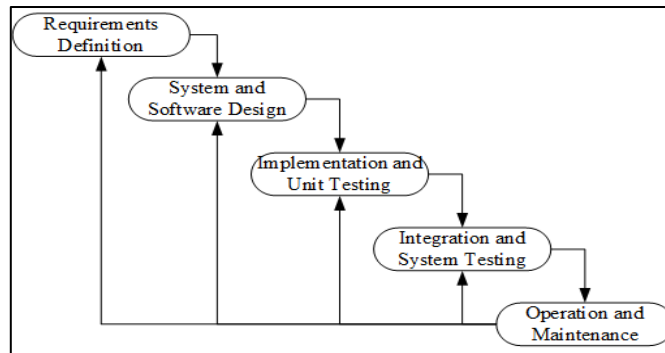 Requirements
Definition
System and
Software Design
Implementation and
Unit Testing
Integration and
System Testing
Operation and
Maintenance